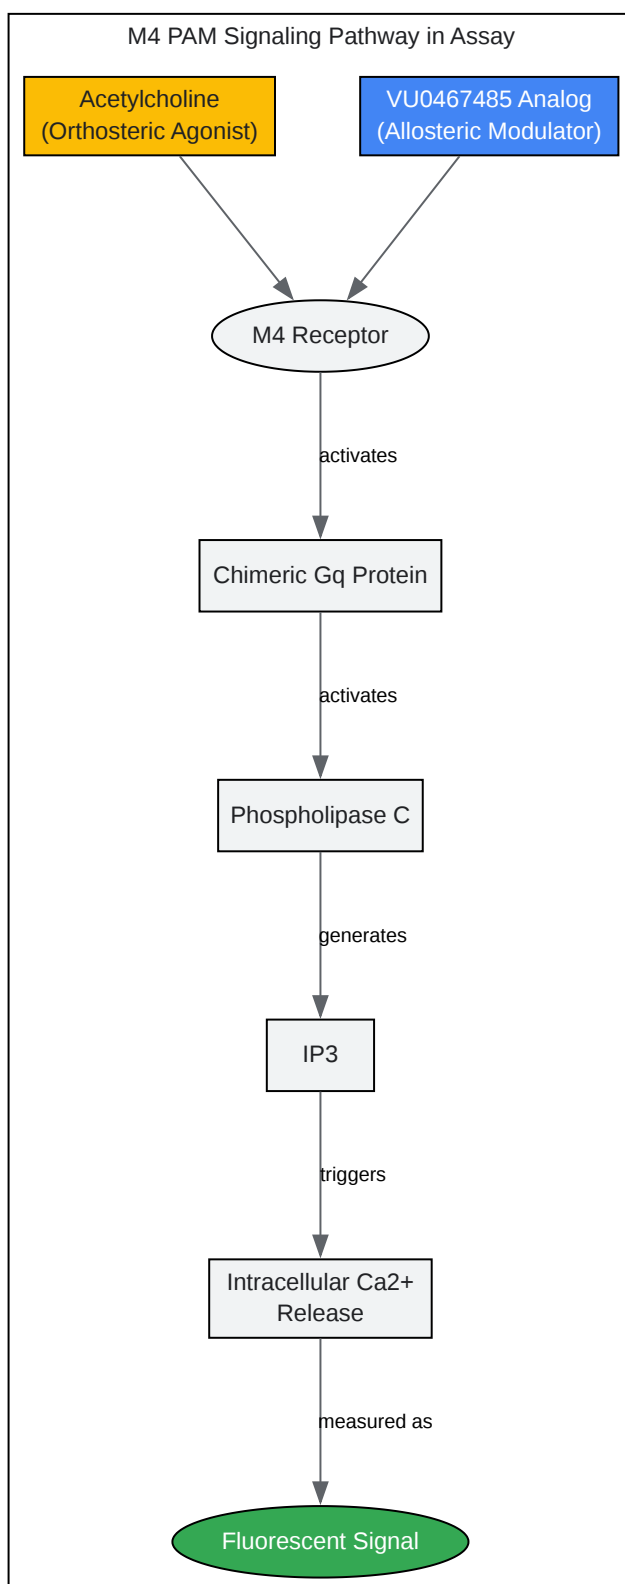 M4 PAM Signaling Pathway in Assay
Acetylcholine
(Orthosteric Agonist)
VU0467485 Analog
(Allosteric Modulator)
M4 Receptor
activates
Chimeric Gq Protein
activates
Phospholipase C
generates
IP3
triggers
Intracellular Ca2+
Release
measured as
Fluorescent Signal